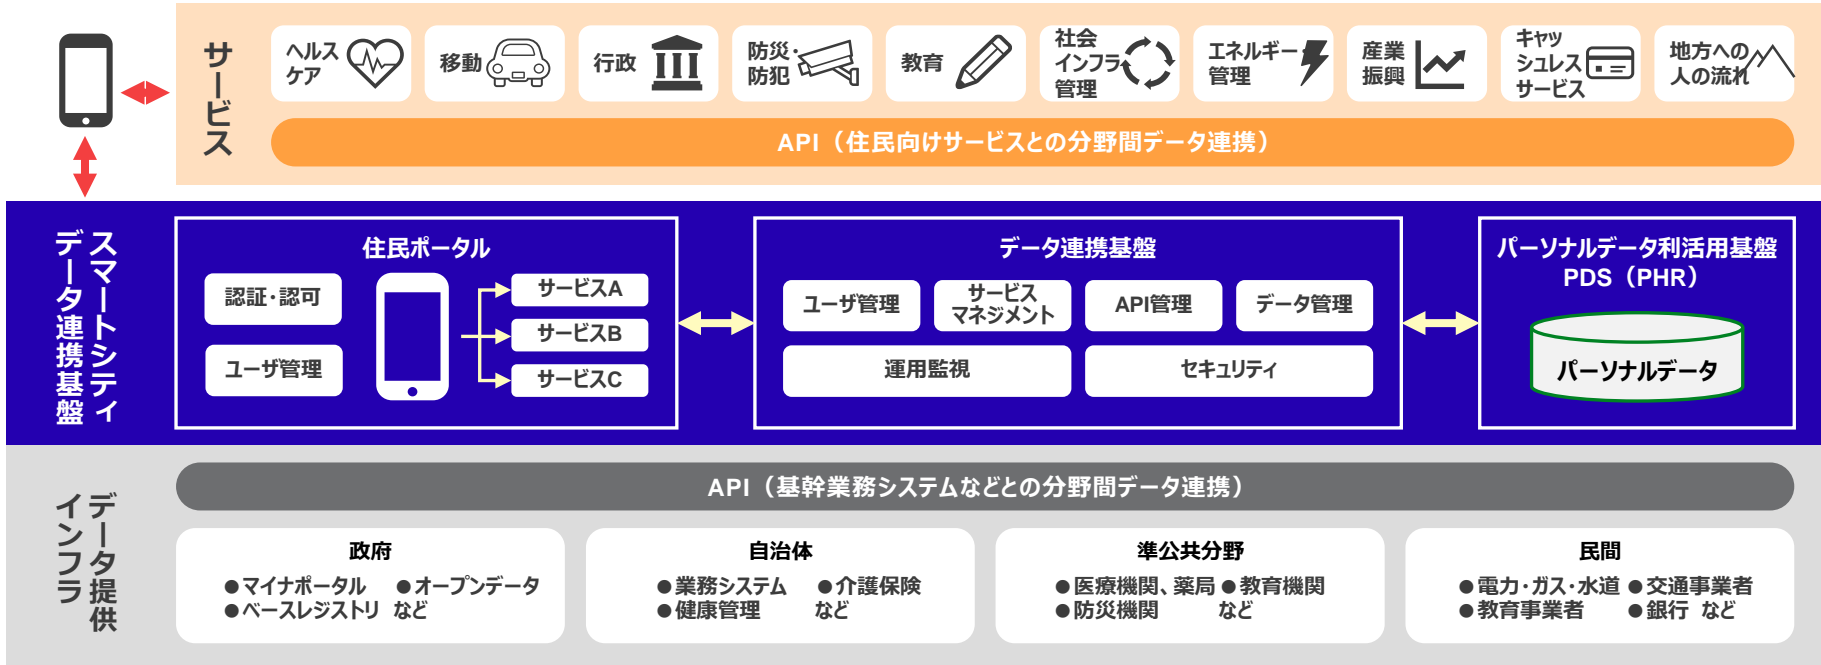 サービス
ヘルス
ケア
移動
行政
防災・
防犯
教育
社会
インフラ
管理
エネルギー
管理
産業
振興
キャッ
シュレス
サービス
地方への
人の流れ
API（住民向けサービスとの分野間データ連携）
スマートシティ
データ連携基盤
住民ポータル
認証・認可
ユーザ管理
サービスA
サービスB
サービスC
データ連携基盤
ユーザ管理
サービス
マネジメント
API管理
データ管理
運用監視
セキュリティ
パーソナルデータ利活用基盤
PDS（PHR）
パーソナルデータ
データ提供
インフラ
API（基幹業務システムなどとの分野間データ連携）
政府
●マイナポータル ●オープンデータ
●ベースレジストリ など
自治体
●業務システム ●介護保険
●健康管理 など
準公共分野
●医療機関、薬局 ●教育機関
●防災機関 など
民間
●電力・ガス・水道 ●交通事業者
●教育事業者 ●銀行 など